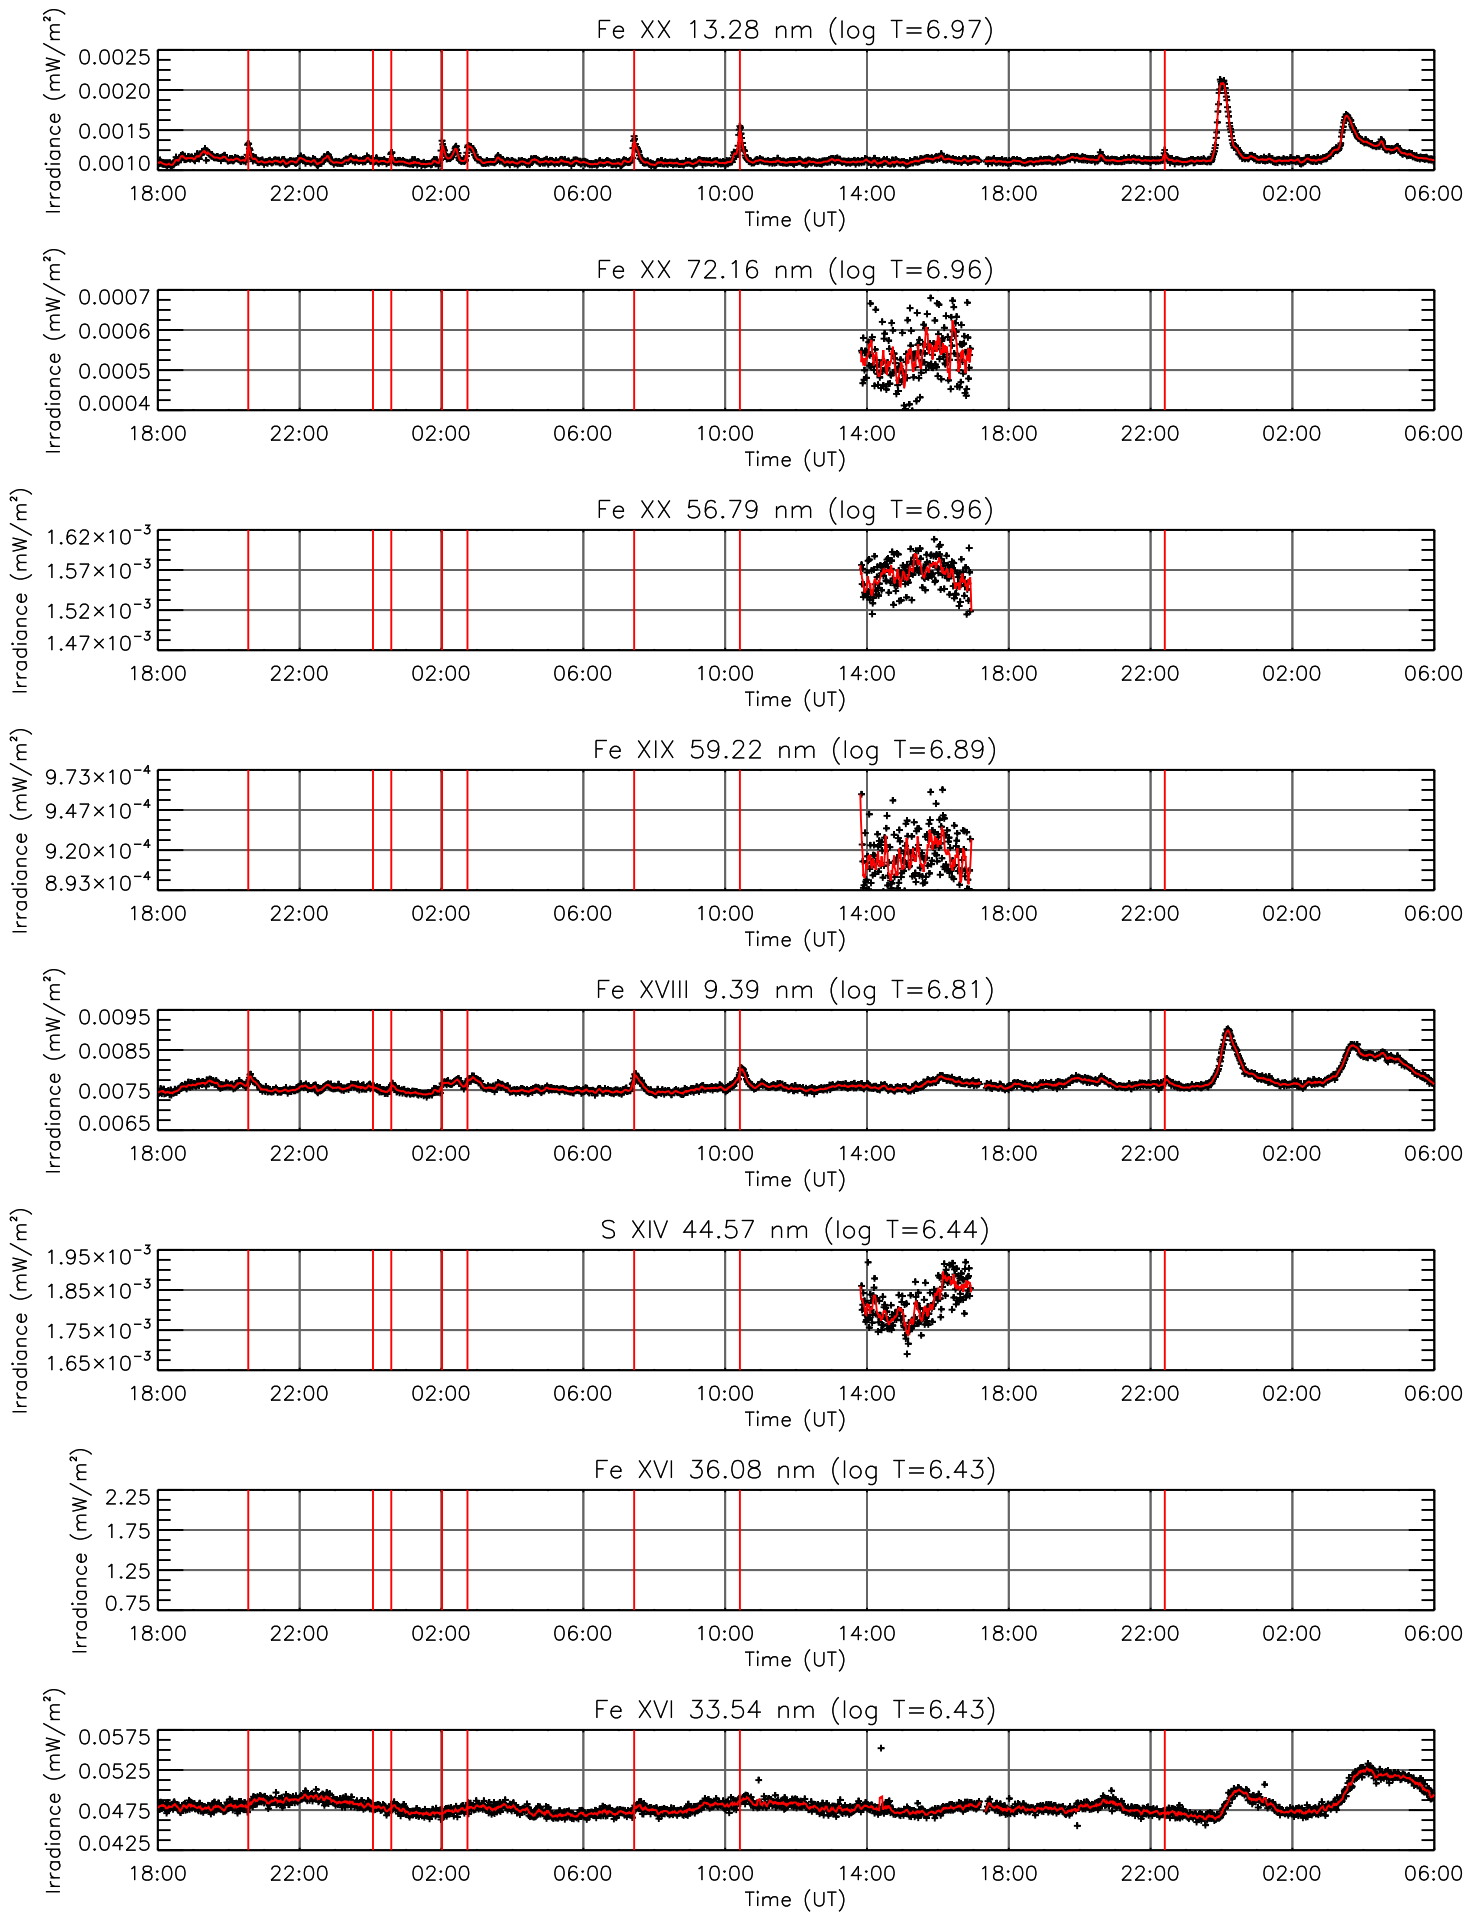 Fe XX 13.28 nm (log T=6.97)
Irradiance (mW/m²)
0.0025
0.0020
0.0015
0.0010
18:00 22:00 02:00 06:00 10:00 14:00 18:00 22:00 02:00 06:00
Time (UT)
Fe XX 72.16 nm (log T=6.96)
Irradiance (mW/m²)
0.0007
0.0006
0.0005
0.0004
18:00 22:00 02:00 06:00 10:00 14:00 18:00 22:00 02:00 06:00
Time (UT)
Fe XX 56.79 nm (log T=6.96)
Irradiance (mW/m²)
1.62×10⁻³
1.57×10⁻³
1.52×10⁻³
1.47×10⁻³
18:00 22:00 02:00 06:00 10:00 14:00 18:00 22:00 02:00 06:00
Time (UT)
Fe XIX 59.22 nm (log T=6.89)
Irradiance (mW/m²)
9.73×10⁻⁴
9.47×10⁻⁴
9.20×10⁻⁴
8.93×10⁻⁴
18:00 22:00 02:00 06:00 10:00 14:00 18:00 22:00 02:00 06:00
Time (UT)
Fe XVIII 9.39 nm (log T=6.81)
Irradiance (mW/m²)
0.0095
0.0085
0.0075
0.0065
18:00 22:00 02:00 06:00 10:00 14:00 18:00 22:00 02:00 06:00
Time (UT)
S XIV 44.57 nm (log T=6.44)
Irradiance (mW/m²)
1.95×10⁻³
1.85×10⁻³
1.75×10⁻³
1.65×10⁻³
18:00 22:00 02:00 06:00 10:00 14:00 18:00 22:00 02:00 06:00
Time (UT)
Fe XVI 36.08 nm (log T=6.43)
Irradiance (mW/m²)
2.25
1.75
1.25
0.75
18:00 22:00 02:00 06:00 10:00 14:00 18:00 22:00 02:00 06:00
Time (UT)
Fe XVI 33.54 nm (log T=6.43)
Irradiance (mW/m²)
0.0575
0.0525
0.0475
0.0425
18:00 22:00 02:00 06:00 10:00 14:00 18:00 22:00 02:00 06:00
Time (UT)